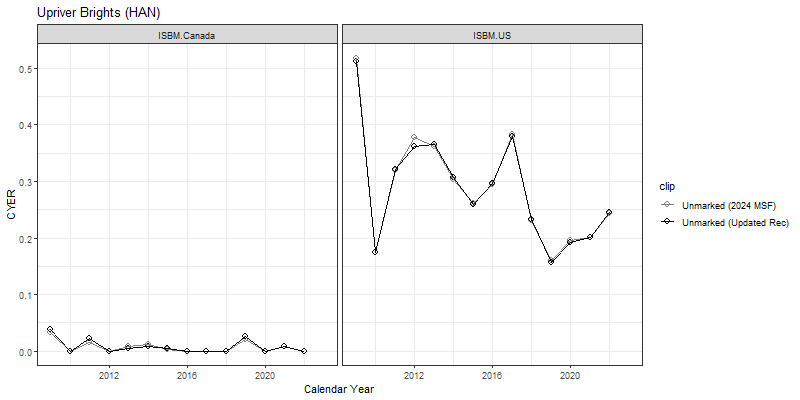 Upriver Brights (HAN)
ISBM.Canada
ISBM.US
CYER
0.5
0.4
0.3
0.2
0.1
0.0
2012
2016
2020
2012
2016
2020
Calendar Year
clip
Unmarked (2024 MSF)
Unmarked (Updated Rec)